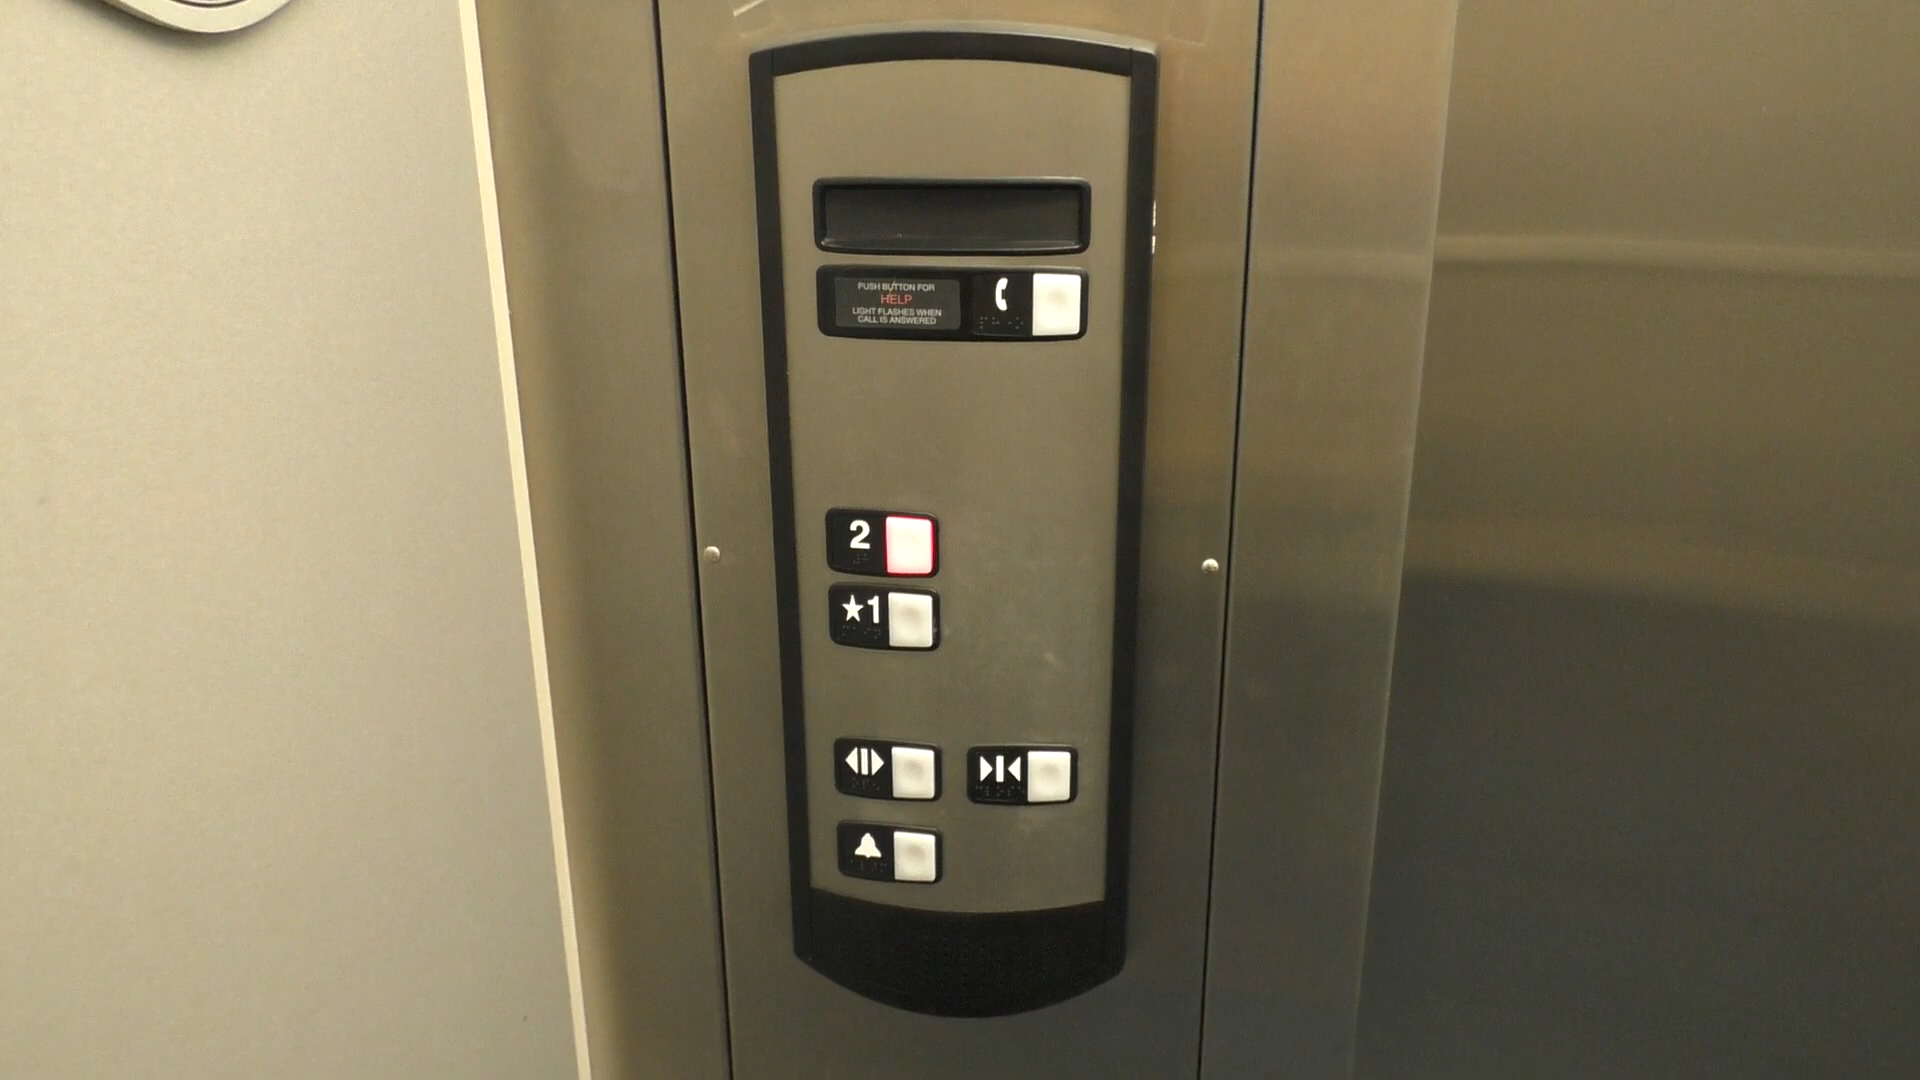 PUSH BUTTON FOR
HELP
LIGHT FLASHES WHEN
CALL IS ANSWERED
2
★1